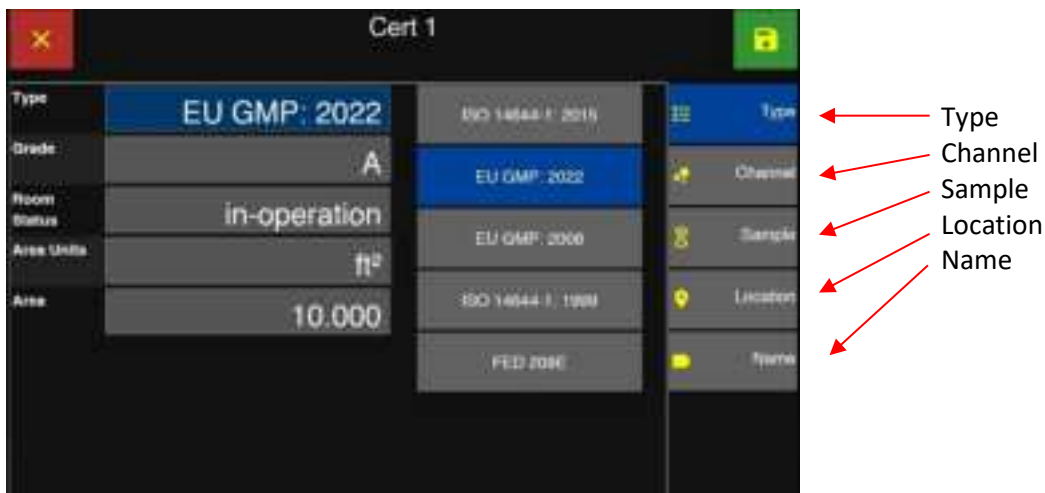 Cert 1
Type
EU GMP: 2022
Grade
A
Room
Status
in-operation
Area Units
ft²
Area
10.000
ISO 14644-1: 2015
EU GMP: 2022
EU GMP: 2008
ISO 14644-1: 1999
FED 209E
Type
Channel
Sample
Location
Name
Type
Channel
Sample
Location
Name